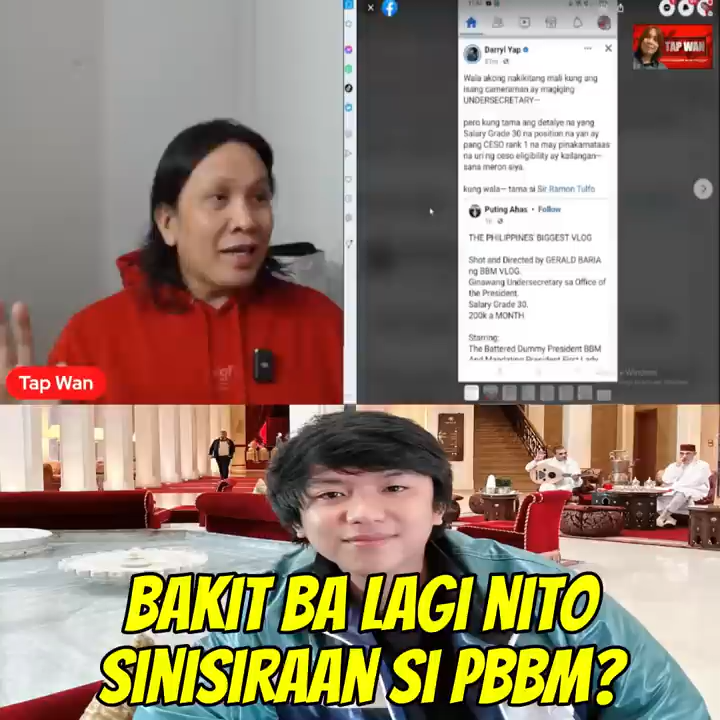 TAP WAN
Darryl Yap
Wala akong nakikitang mali kung ang
isang cameraman ay magiging
UNDERSECRETARY—
pero kung tama ang detalye na yang
Salary Grade 30 na position na yan ay
pang CESO rank 1 na may pinakamataas
na uri ng ceso eligibility ay kailangan—
sana meron siya.
kung wala— tama si Sir Ramon Tulfo
Puting Ahas • Follow
THE PHILIPPINES' BIGGEST VLOG
Shot and Directed by GERALD BARIA
ng BBM VLOG.
Ginawang Undersecretary sa Office of
the President.
Salary Grade 30.
200k a MONTH.
Starring:
The Battered Dummy President BBM
And Mandating President First Lady
Tap Wan
BAKIT BA LAGI NITO
SINISIRAAN SI PBBM?